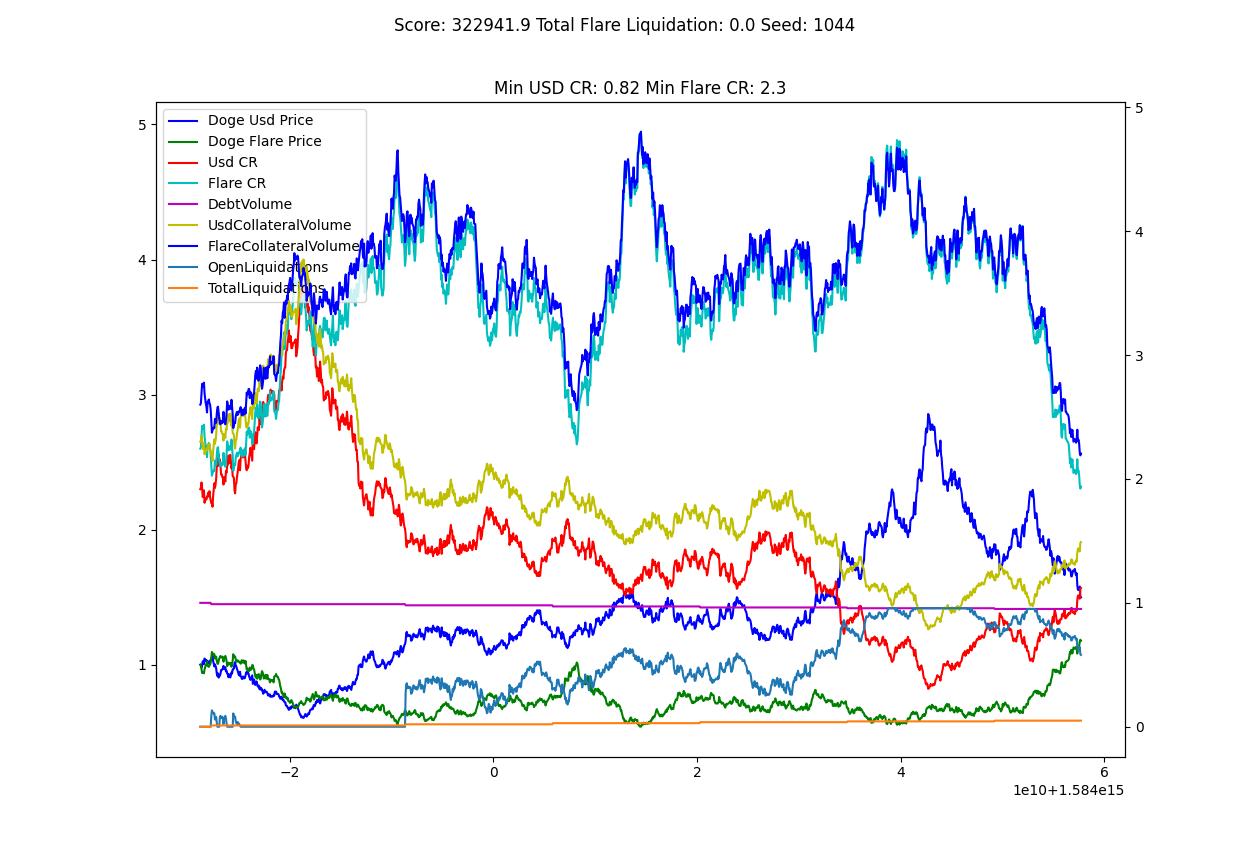 Score: 322941.9 Total Flare Liquidation: 0.0 Seed: 1044
Min USD CR: 0.82 Min Flare CR: 2.3
Doge Usd Price
Doge Flare Price
Usd CR
Flare CR
DebtVolume
UsdCollateralVolume
FlareCollateralVolume
OpenLiquidations
TotalLiquidations
5
4
3
2
1
5
4
3
2
1
0
−2
0
2
4
6
1e10+1.584e15